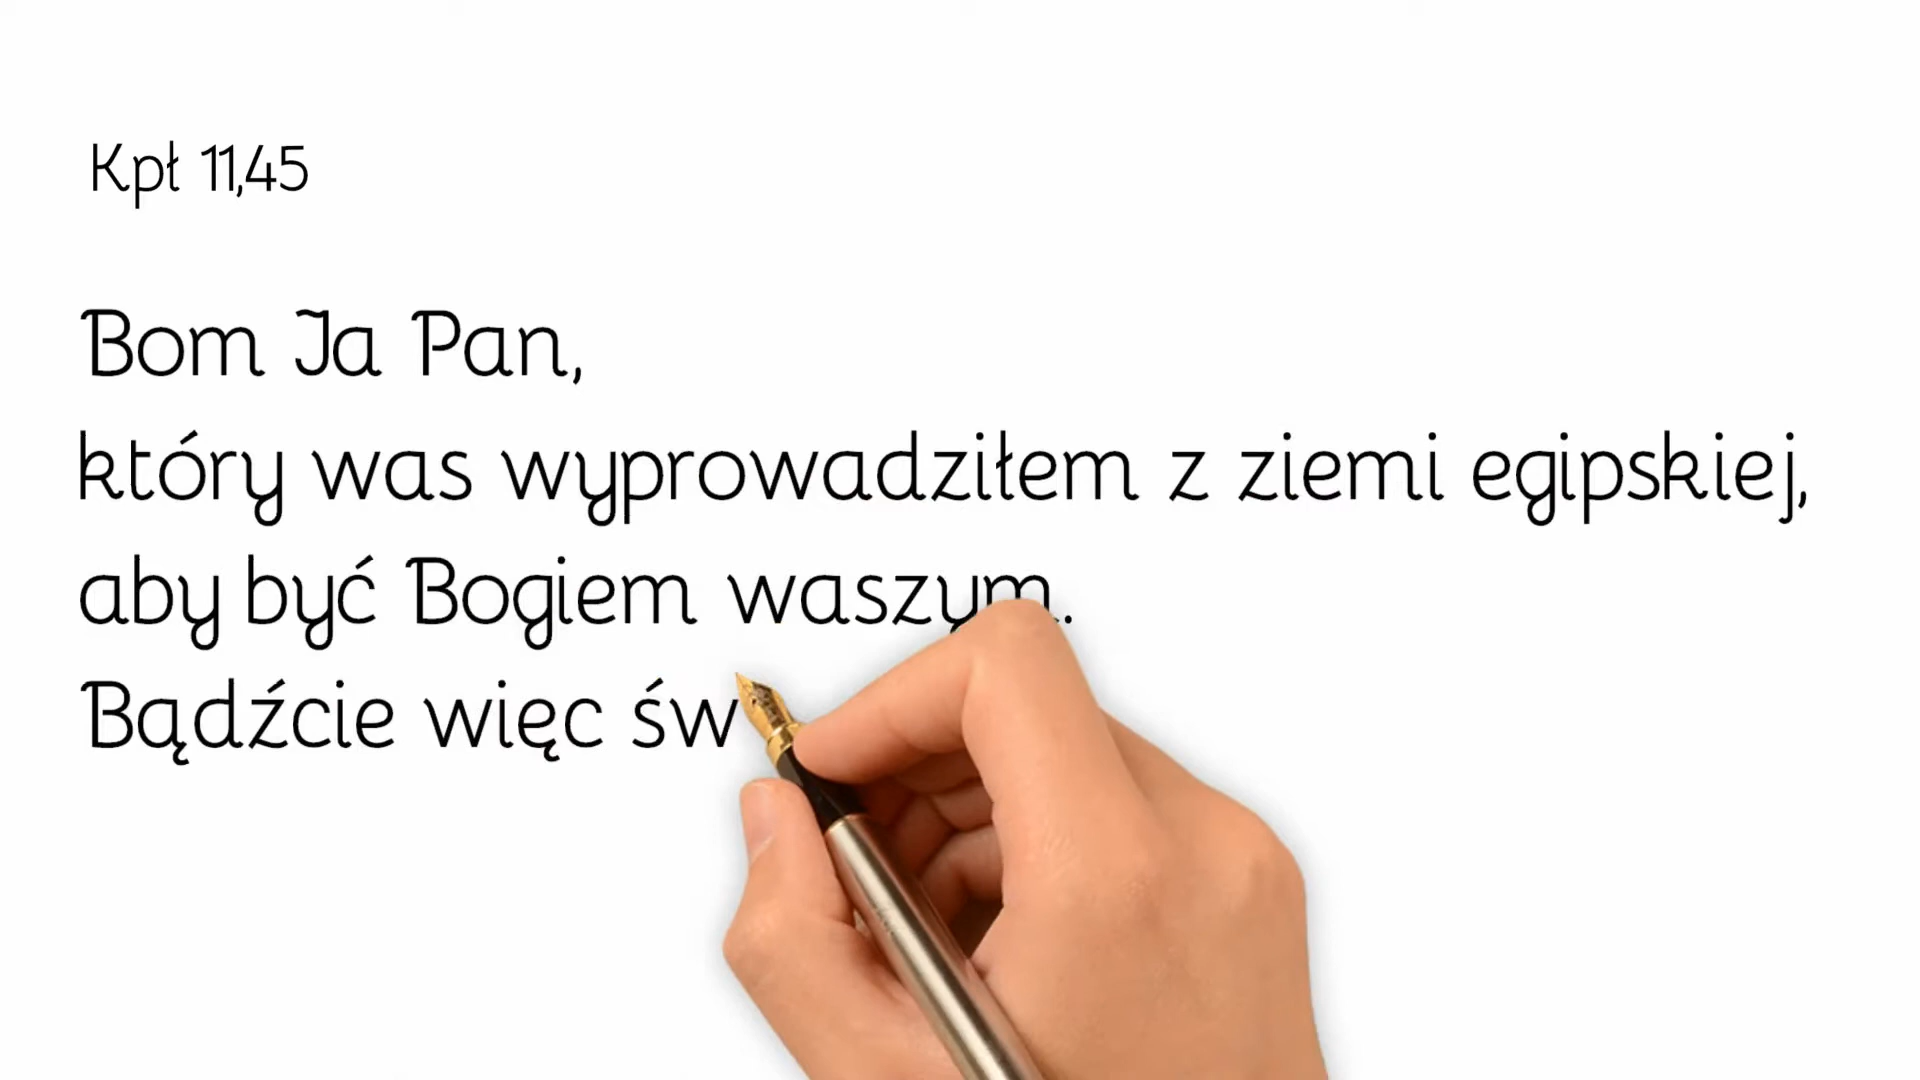 Kpł 11,45
Bom Ja Pan,
który was wyprowadziłem z ziemi egipskiej,
aby być Bogiem waszym.
Bądźcie więc św